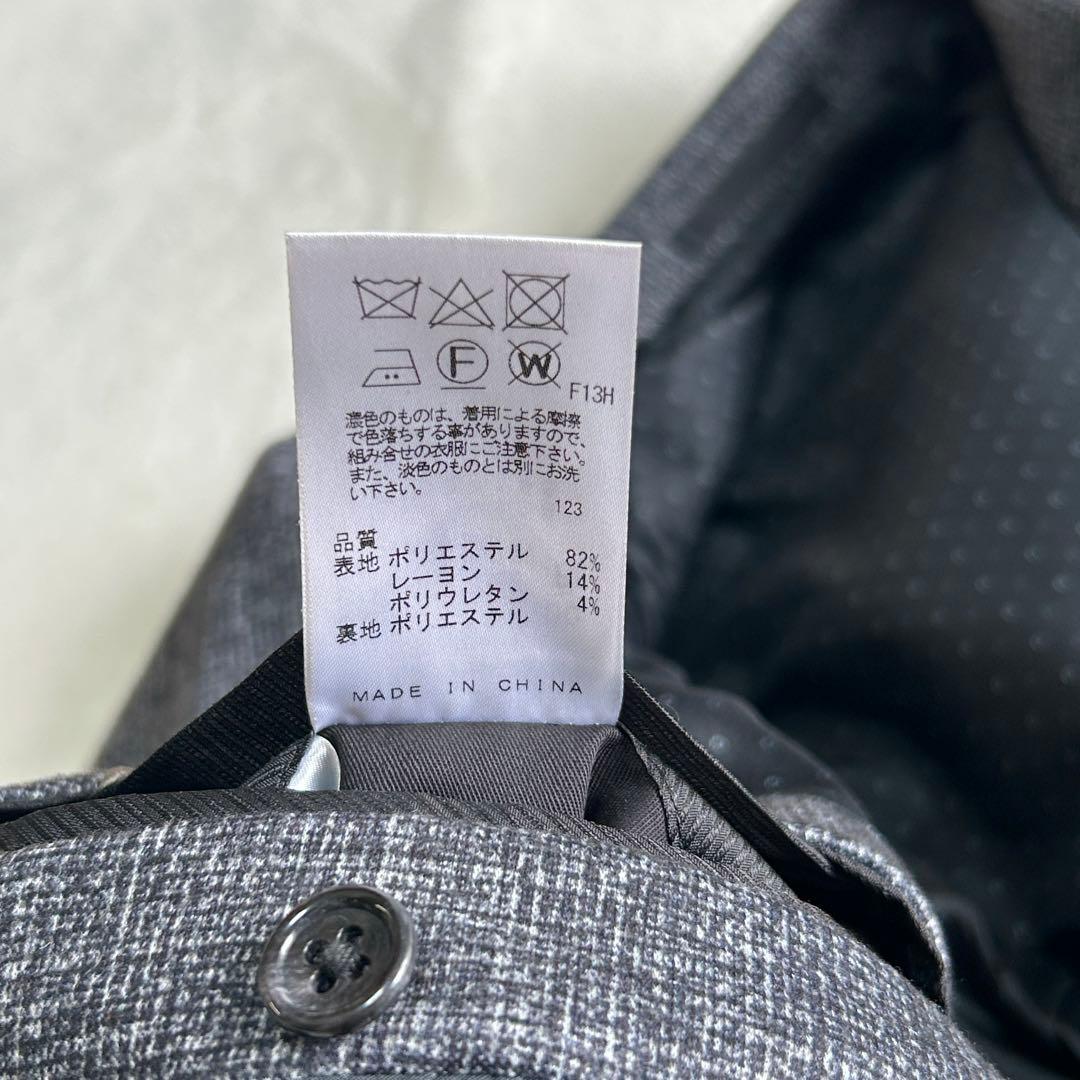 F
W
F13H
濃色のものは、着用による摩擦
で色落ちする事がありますので、
組み合せの衣服にご注意下さい。
また、淡色のものとは別にお洗
い下さい。
123
品質
表地 ポリエステル 82%
レーヨン 14%
ポリウレタン 4%
裏地 ポリエステル
MADE IN CHINA